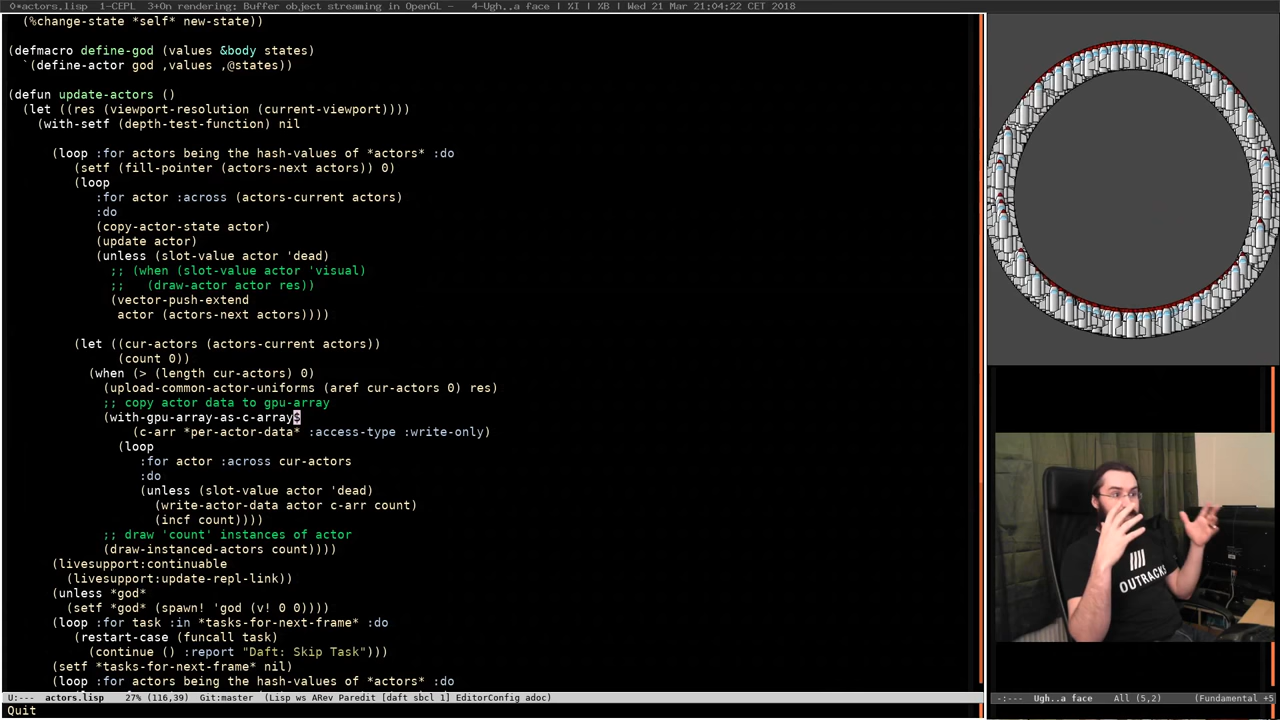 0*actors.lisp  1-CEPL  3+On rendering: Buffer object streaming in OpenGL -  4-Ugh..a face | XI | XB | Wed 21 Mar 21:04:22 CET 2018
(%change-state *self* new-state))
(defmacro define-god (values &body states)
`(define-actor god ,values ,@states))
(defun update-actors ()
(let ((res (viewport-resolution (current-viewport))))
(with-setf (depth-test-function) nil
(loop :for actors being the hash-values of *actors* :do
(setf (fill-pointer (actors-next actors)) 0)
(loop
:for actor :across (actors-current actors)
:do
(copy-actor-state actor)
(update actor)
(unless (slot-value actor 'dead)
;; (when (slot-value actor 'visual)
;;   (draw-actor actor res))
(vector-push-extend
actor (actors-next actors))))
(let ((cur-actors (actors-current actors))
(count 0))
(when (> (length cur-actors) 0)
(upload-common-actor-uniforms (aref cur-actors 0) res)
;; copy actor data to gpu-array
(with-gpu-array-as-c-array$
(c-arr *per-actor-data* :access-type :write-only)
(loop
:for actor :across cur-actors
:do
(unless (slot-value actor 'dead)
(write-actor-data actor c-arr count)
(incf count))))
;; draw 'count' instances of actor
(draw-instanced-actors count))))
(livesupport:continuable
(livesupport:update-repl-link))
(unless *god*
(setf *god* (spawn! 'god (v! 0 0))))
(loop :for task :in *tasks-for-next-frame* :do
(restart-case (funcall task)
(continue () :report "Daft: Skip Task")))
(setf *tasks-for-next-frame* nil)
(loop :for actors being the hash-values of *actors* :do
U:---  actors.lisp    27% (116,39)   Git:master  (Lisp ws ARev Paredit [daft sbcl 1] EditorConfig adoc)
Quit
OUTRACKS
-:---  Ugh..a face    All (5,2)    (Fundamental +5